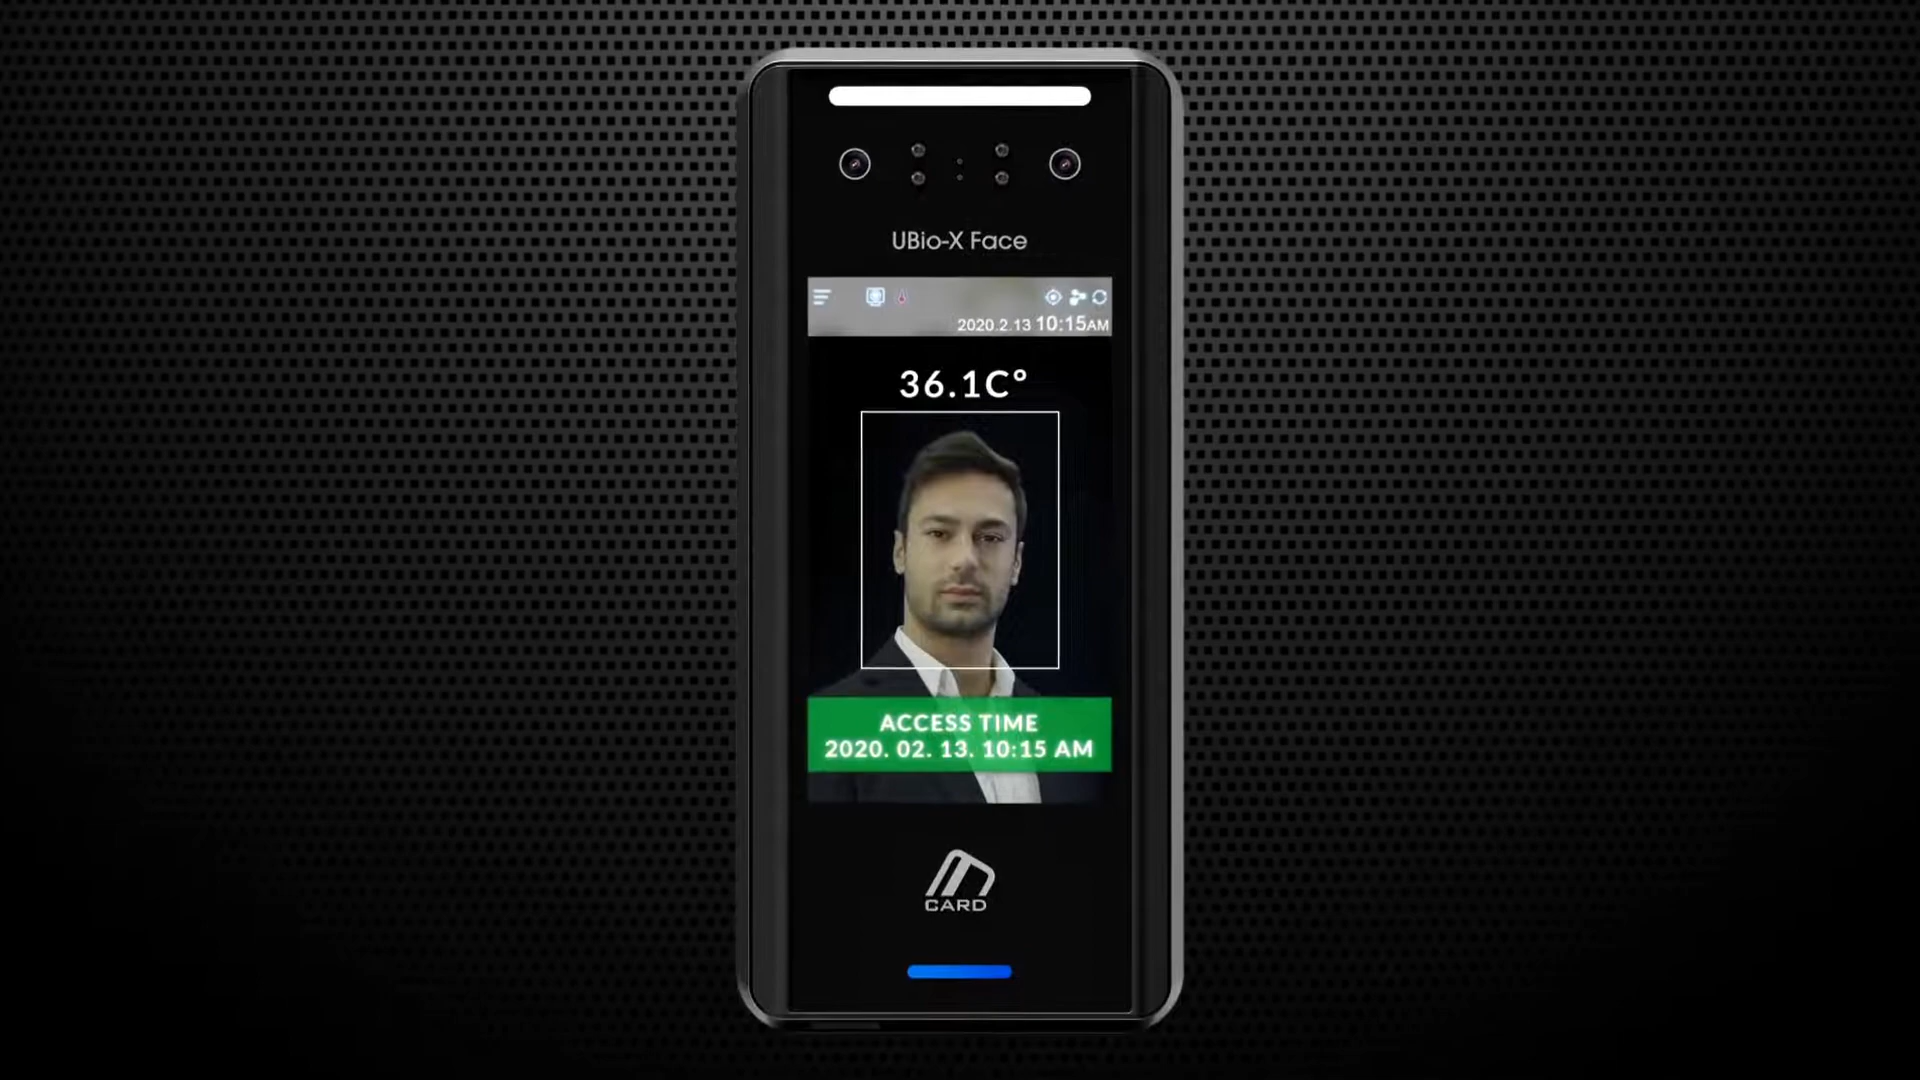 UBio-X Face
2020.2.13 10:15AM
36.1C°
ACCESS TIME
2020. 02. 13. 10:15 AM
CARD